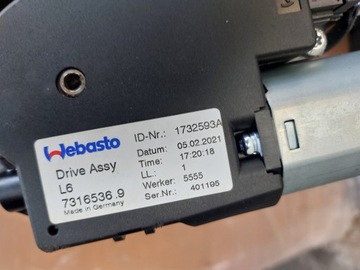 Webasto
ID-Nr.: 1732593A
Drive Assy
Datum: 05.02.2021
L6
Time: 17:20:18
LL.: 1
7316536 9
Werker: 5555
Made in Germany
Ser.Nr.: 401195